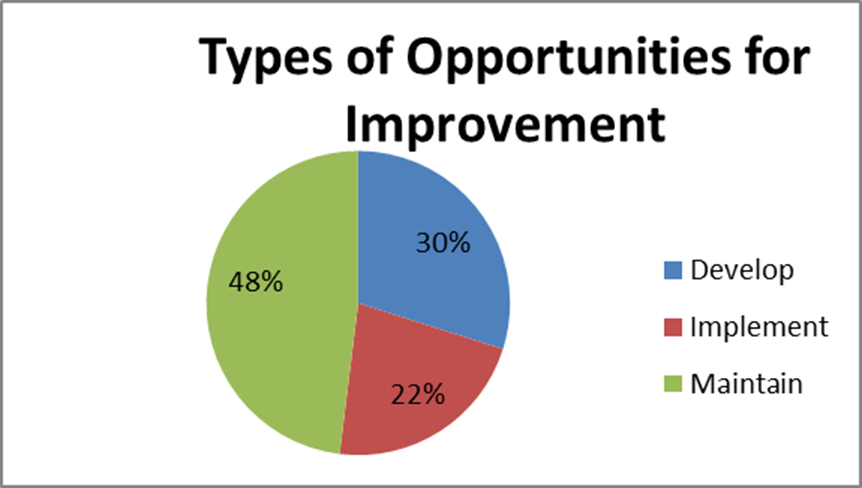 Types of Opportunities for
Improvement
30%
48%
22%
Develop
Implement
Maintain